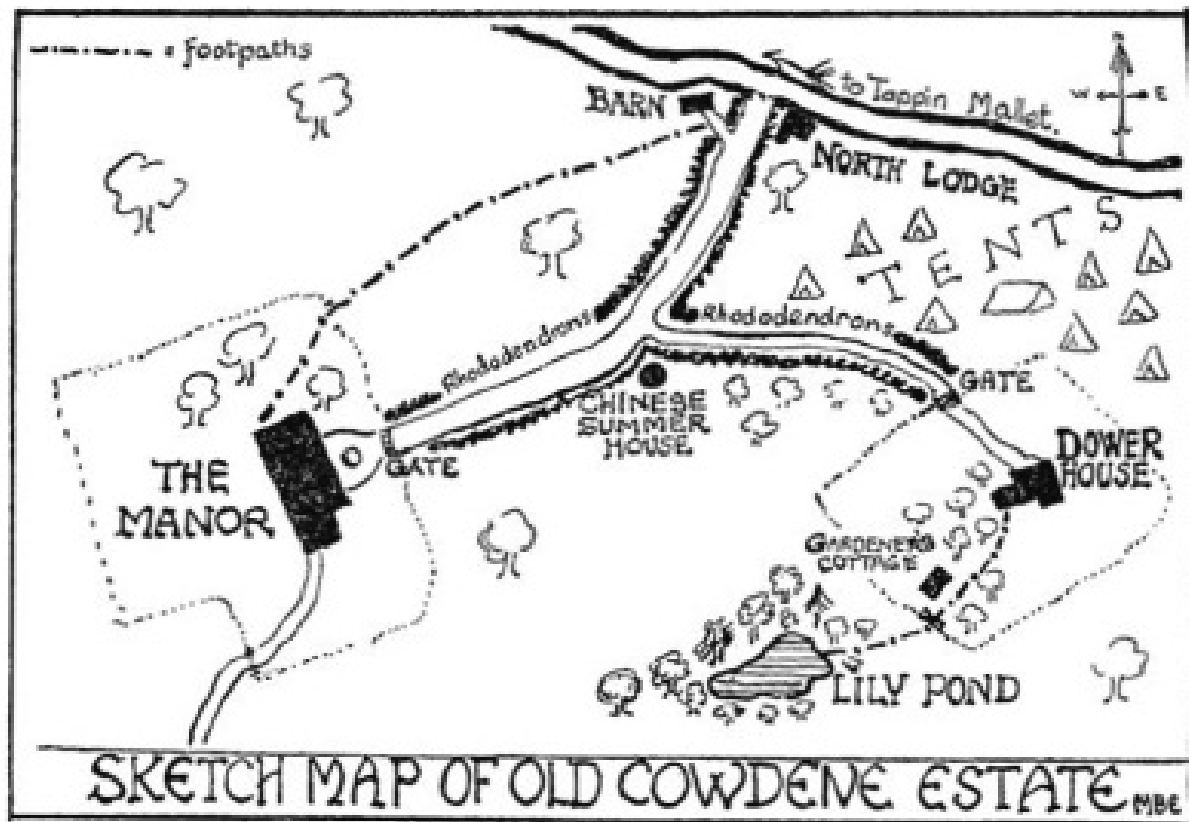 = footpaths
to Tappin Mallet.
N
W E
BARN
NORTH LODGE
TENTS
Rhododendrons
Rhododendrons
GATE
CHINESE
SUMMER
HOUSE
DOWER
HOUSE
GATE
THE
MANOR
GARDENER'S
COTTAGE
LILY POND
SKETCH MAP OF OLD COWDENE ESTATE
MBE